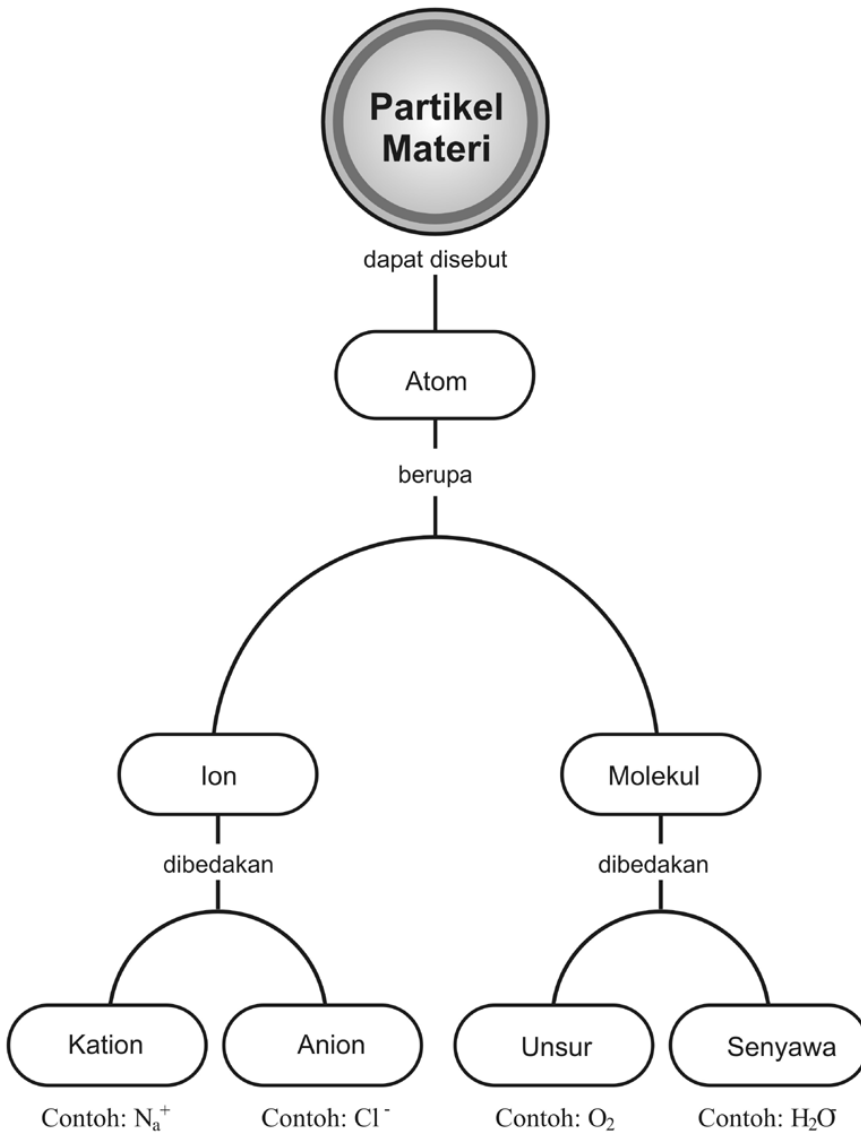 Partikel
Materi
dapat disebut
Atom
berupa
Ion
Molekul
dibedakan
dibedakan
Kation
Anion
Unsur
Senyawa
Contoh: Nₐ⁺
Contoh: Cl⁻
Contoh: O₂
Contoh: H₂O